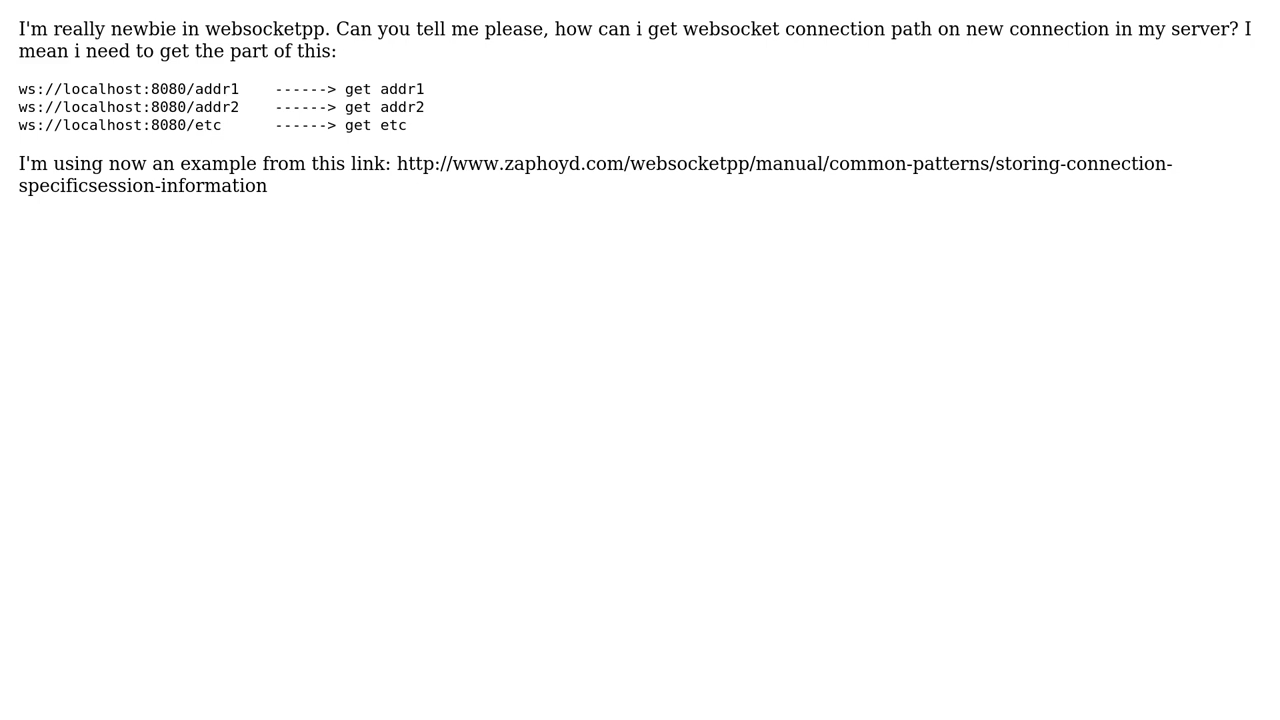 I'm really newbie in websocketpp. Can you tell me please, how can i get websocket connection path on new connection in my server? I
mean i need to get the part of this:
ws://localhost:8080/addr1    ------> get addr1
ws://localhost:8080/addr2    ------> get addr2
ws://localhost:8080/etc      ------> get etc
I'm using now an example from this link: http://www.zaphoyd.com/websocketpp/manual/common-patterns/storing-connection-
specificsession-information